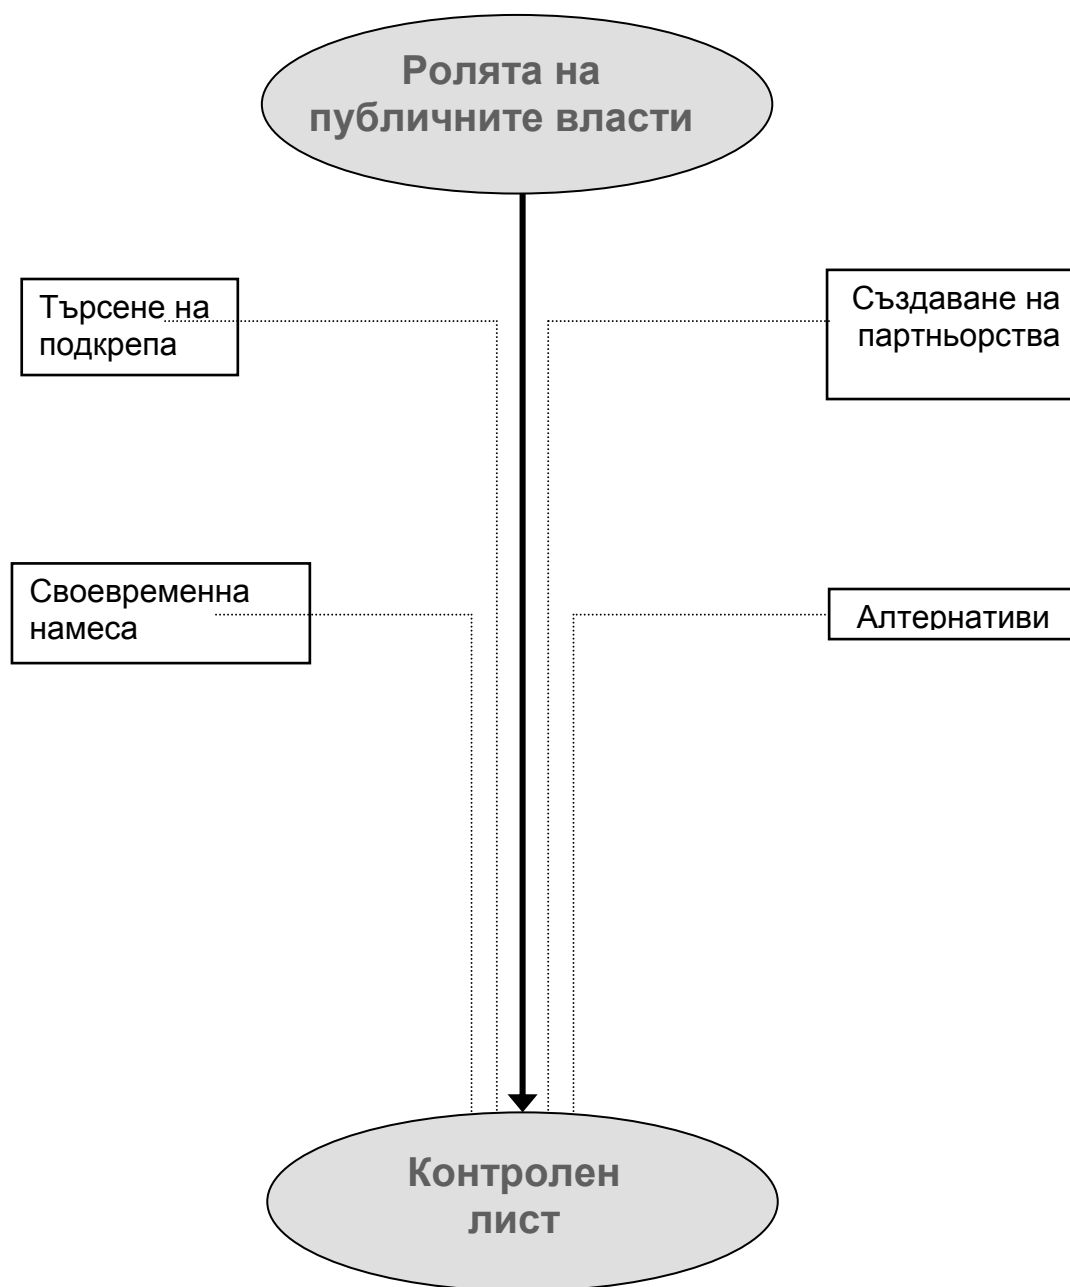 Ролята на
публичните власти
Търсене на
подкрепа
Създаване на
партньорства
Своевременна
намеса
Алтернативи
Контролен
лист